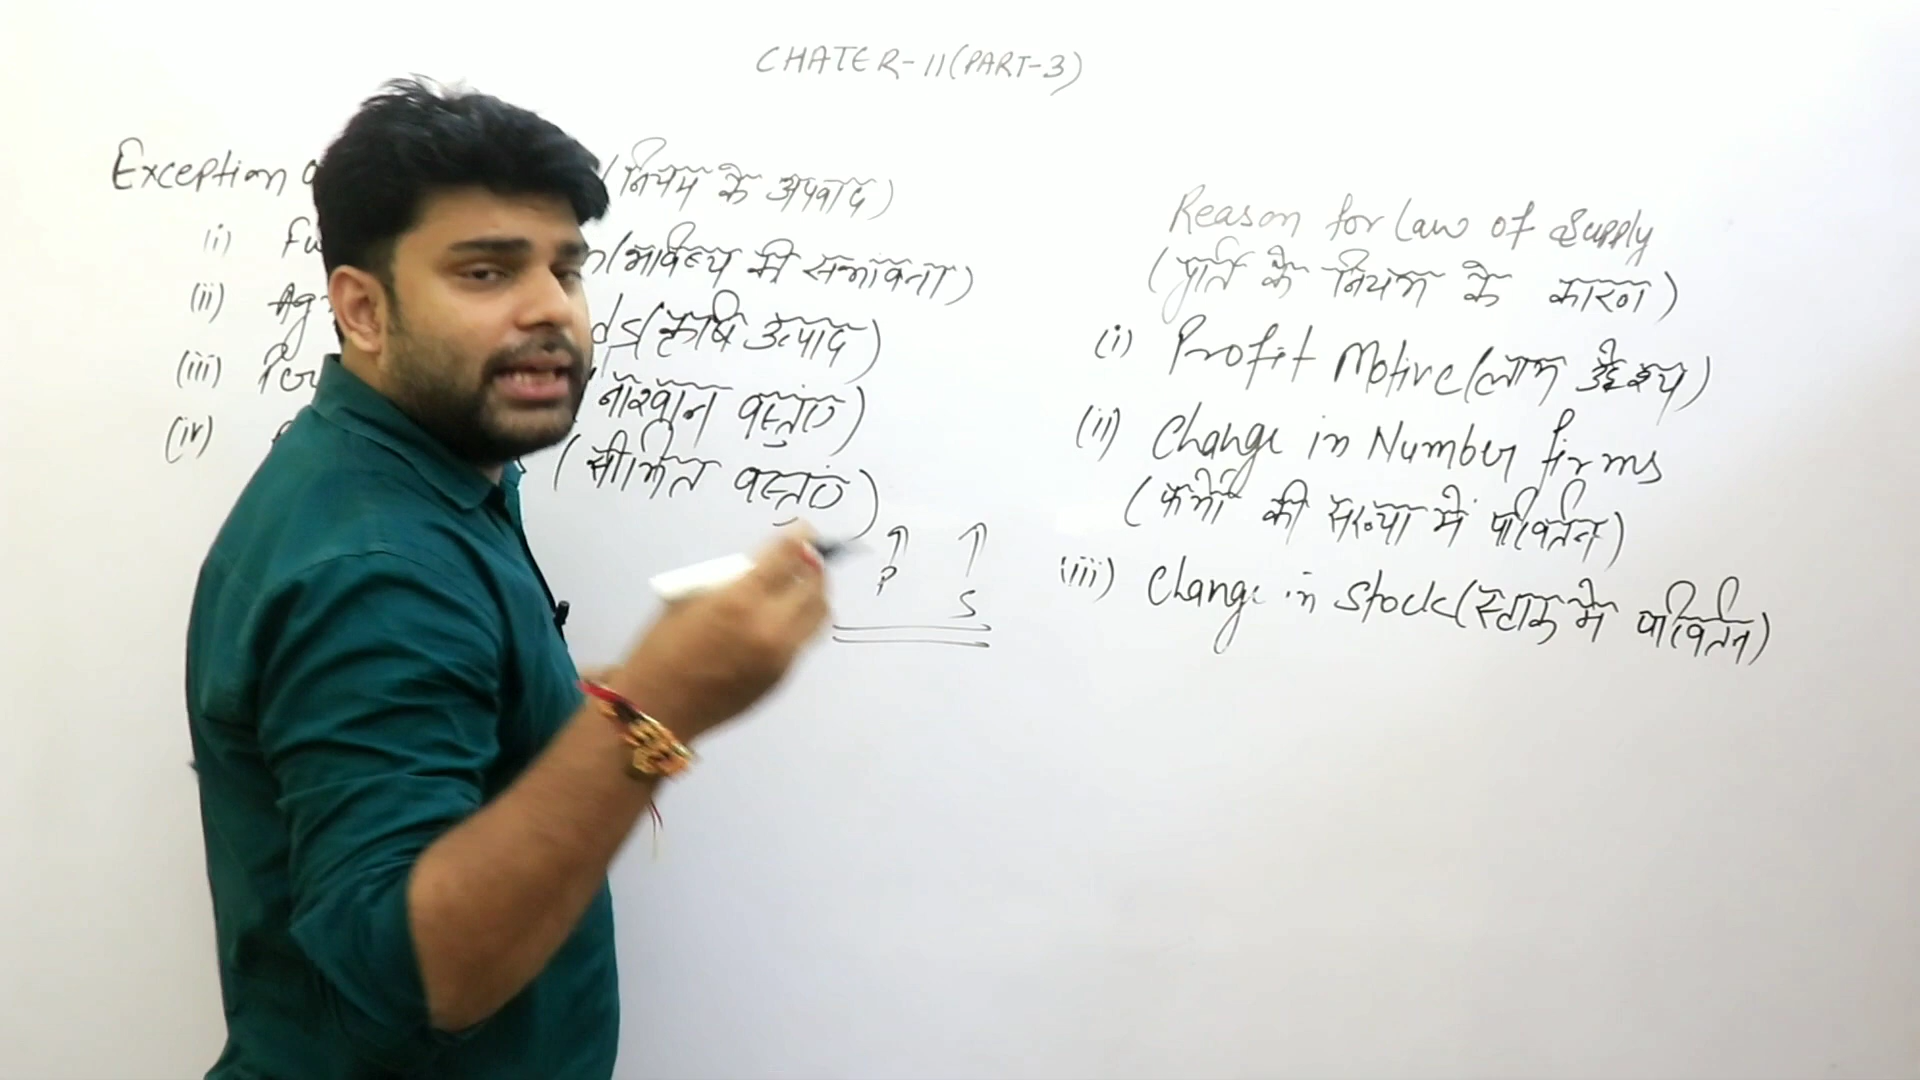 CHATER-11(PART-3)
Exception
नियम के अपवाद)
(i) Fu
भविष्य की सम्भावना)
(ii) Ag
ds(कृषि उत्पाद)
(iii) Per
वस्तुएं)
(iv)
(सीमित वस्तुएं)
↑ ↑
P S
Reason for Law of Supply
(पूर्ति के नियम के कारण)
(i) Profit Motive(लाभ उद्देश्य)
(ii) Change in Number firms
(फर्मो की संख्या में परिवर्तन)
(iii) Change in Stock(स्टाक मे परिवर्तन)